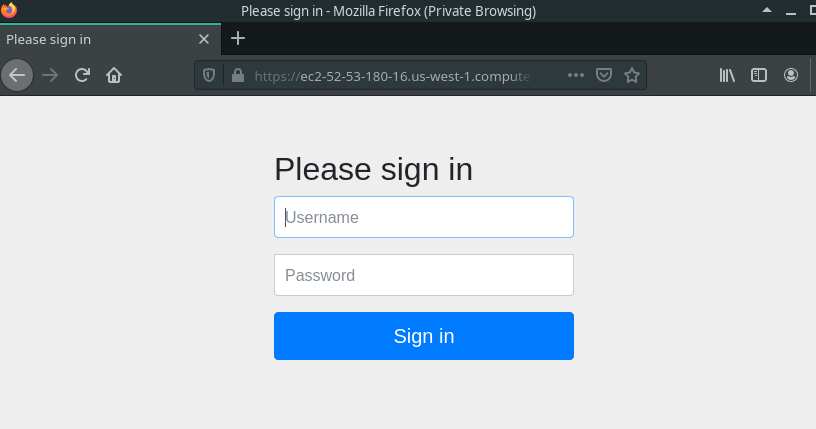 Please sign in - Mozilla Firefox (Private Browsing)
Please sign in
https://ec2-52-53-180-16.us-west-1.compute
Please sign in
Username
Password
Sign in